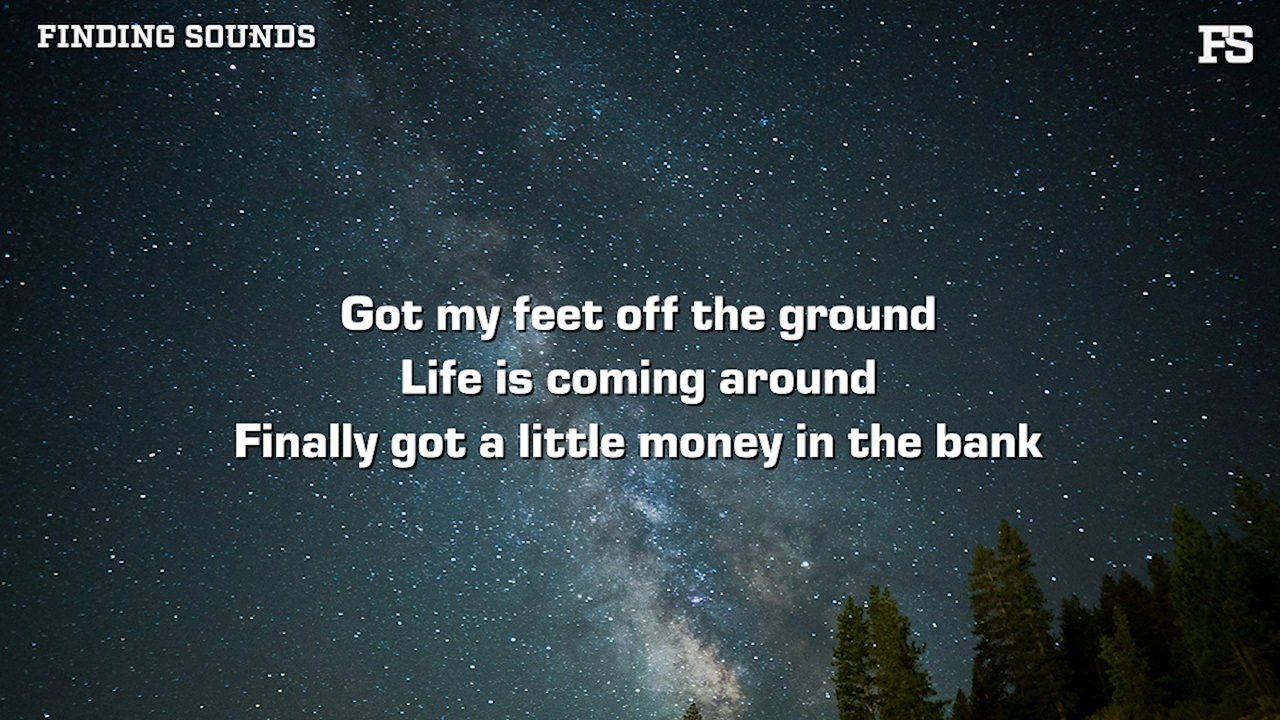 FINDING SOUNDS
FS
Got my feet off the ground
Life is coming around
Finally got a little money in the bank